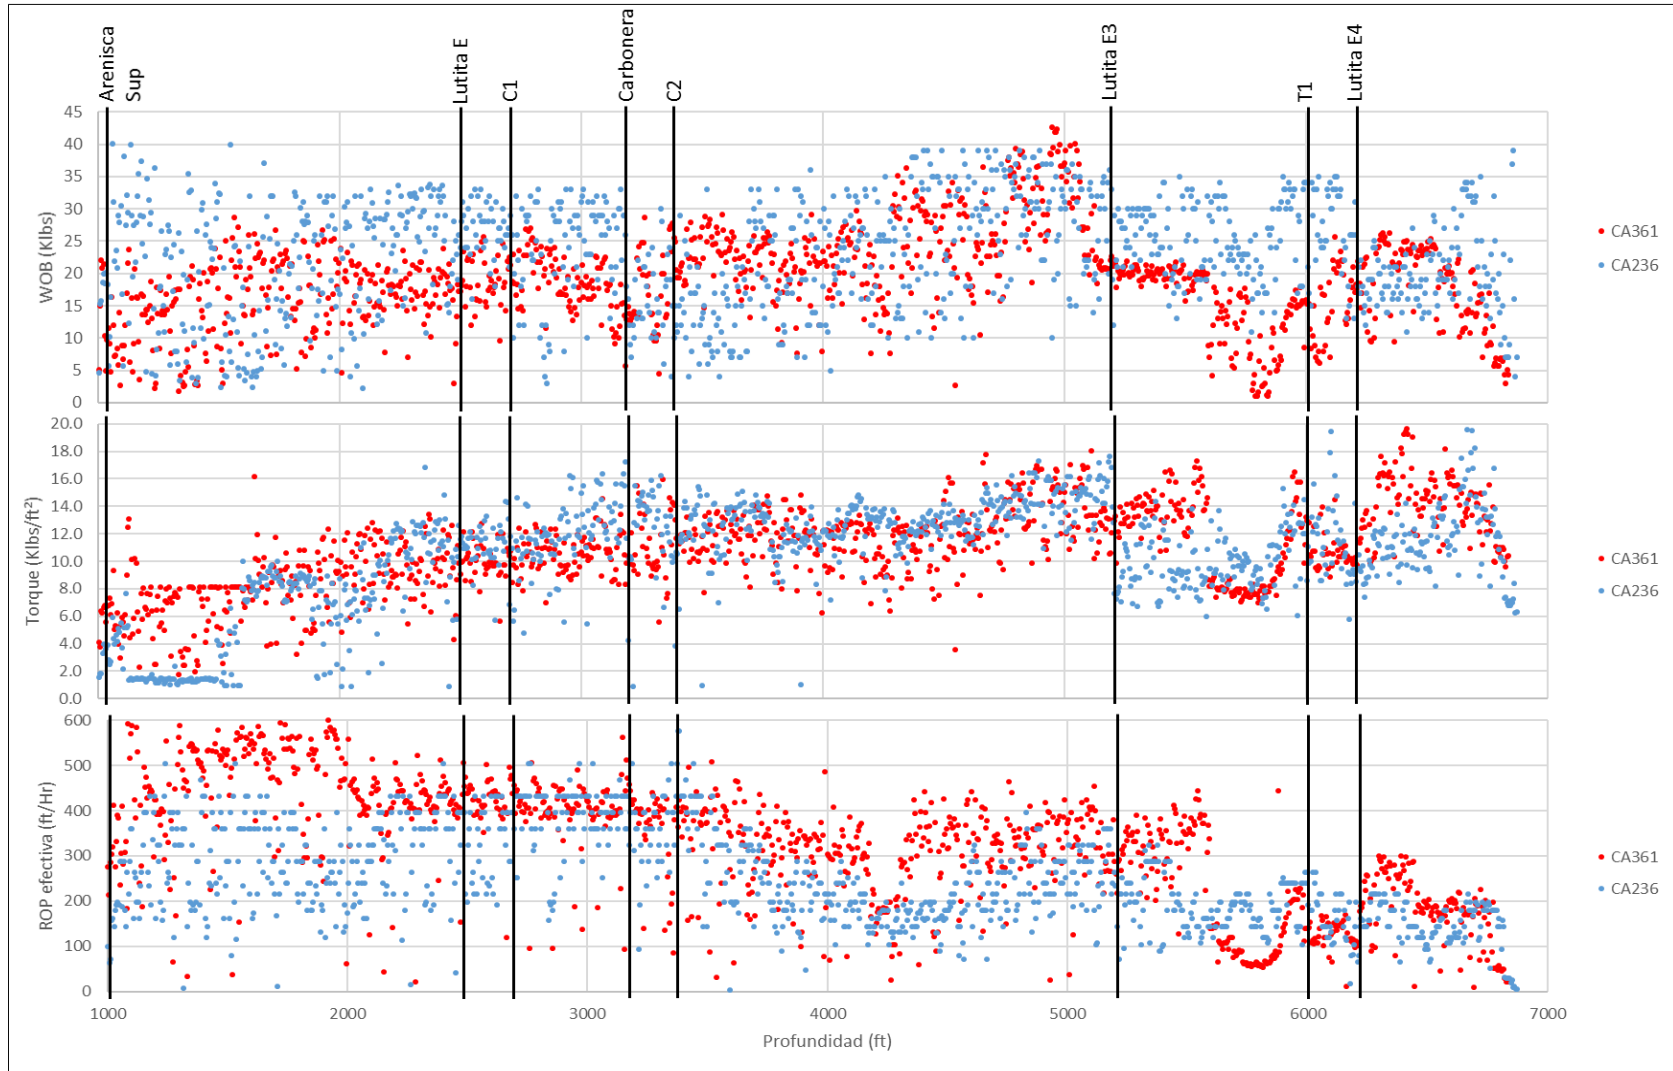 Arenisca
Sup
Lutita E
C1
Carbonera
C2
Lutita E3
T1
Lutita E4
WOB (Klbs)
45
40
35
30
25
20
15
10
5
0
CA361
CA236
Torque (Klbs/ft²)
20.0
18.0
16.0
14.0
12.0
10.0
8.0
6.0
4.0
2.0
0.0
CA361
CA236
ROP efectiva (ft/Hr)
600
500
400
300
200
100
0
CA361
CA236
1000 2000 3000 4000 5000 6000 7000
Profundidad (ft)